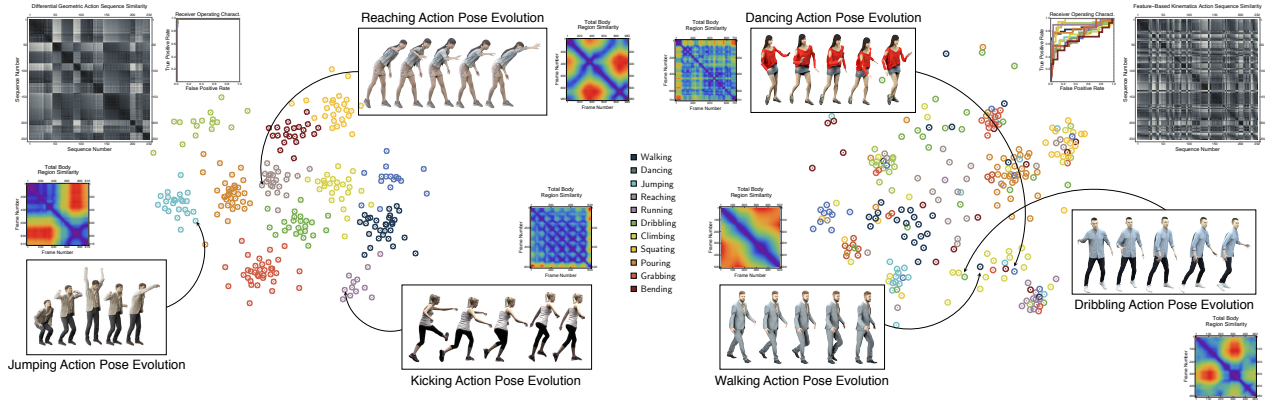 Differential Geometric Action Sequence Similarity
Sequence Number
Sequence Number
Receiver Operating Charact.
True Positive Rate
False Positive Rate
Reaching Action Pose Evolution
Total Body
Region Similarity
Frame Number
Frame Number
Total Body
Region Similarity
Frame Number
Frame Number
Dancing Action Pose Evolution
Receiver Operating Charact.
True Positive Rate
False Positive Rate
Feature-Based Kinematics Action Sequence Similarity
Sequence Number
Sequence Number
Total Body
Region Similarity
Frame Number
Frame Number
Jumping Action Pose Evolution
Total Body
Region Similarity
Frame Number
Frame Number
Kicking Action Pose Evolution
Walking
Dancing
Jumping
Reaching
Running
Dribbling
Climbing
Squating
Pouring
Grabbing
Bending
Total Body
Region Similarity
Frame Number
Frame Number
Walking Action Pose Evolution
Dribbling Action Pose Evolution
Total Body
Region Similarity
Frame Number
Frame Number